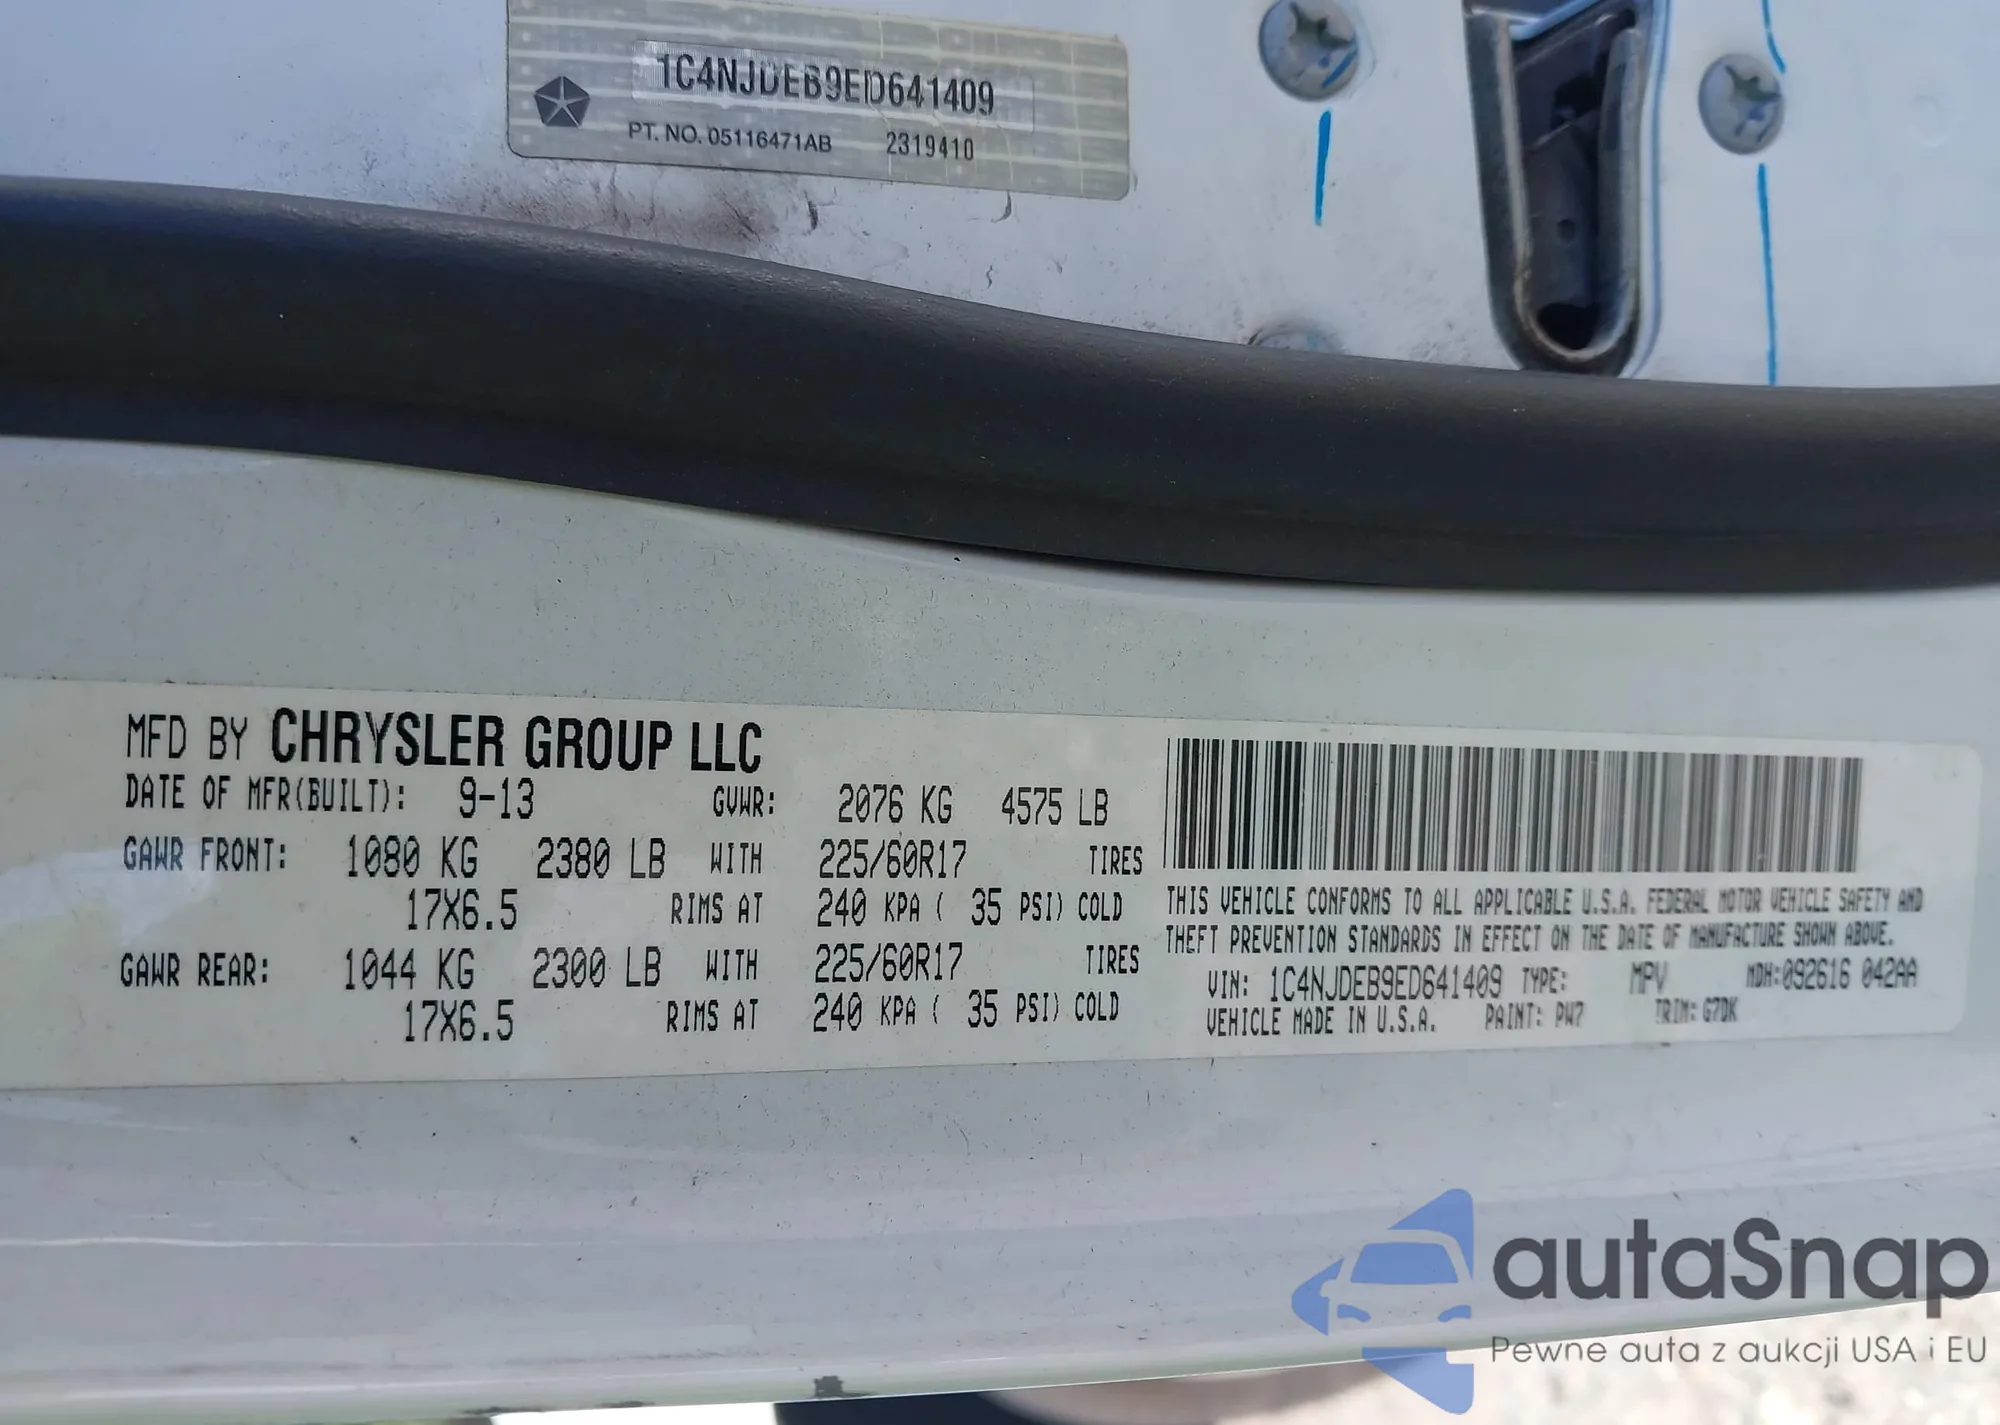 1C4NJDEB9ED641409
PT. NO. 05116471AB 2319410
MFD BY CHRYSLER GROUP LLC
DATE OF MFR(BUILT): 9-13 GVWR: 2076 KG 4575 LB
GAWR FRONT: 1080 KG 2380 LB WITH 225/60R17 TIRES
17X6.5 RIMS AT 240 KPA ( 35 PSI) COLD
GAWR REAR: 1044 KG 2300 LB WITH 225/60R17 TIRES
17X6.5 RIMS AT 240 KPA ( 35 PSI) COLD
THIS VEHICLE CONFORMS TO ALL APPLICABLE U.S.A. FEDERAL MOTOR VEHICLE SAFETY AND
THEFT PREVENTION STANDARDS IN EFFECT ON THE DATE OF MANUFACTURE SHOWN ABOVE.
VIN: 1C4NJDEB9ED641409 TYPE: MPV MDH:092616 042AA
VEHICLE MADE IN U.S.A. PAINT: PW7 TRIM: G7DK
autaSnap
Pewne auta z aukcji USA i EU